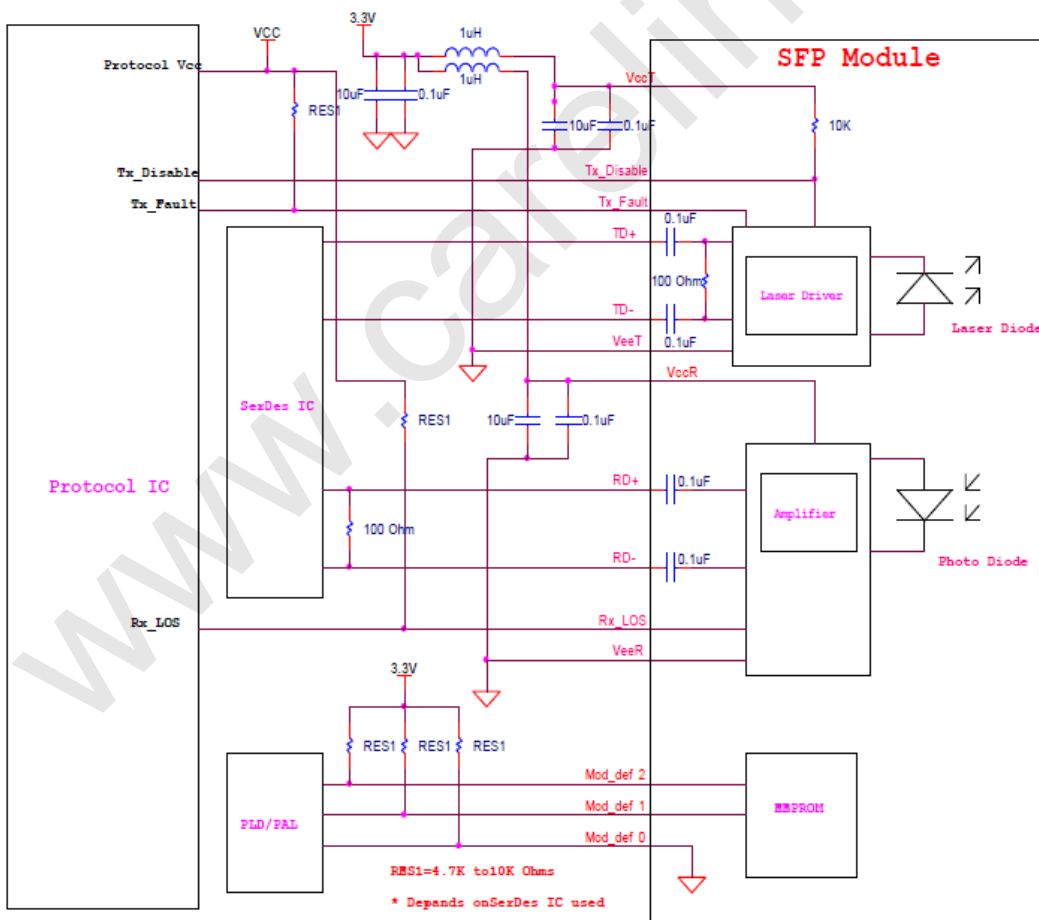 3.3V
VCC
1uH
SFP Module
Protocol Vcc
1uH
VccT
10uF
0.1uF
RES1
10uF
0.1uF
10K
Tx_Disable
Tx_Disable
Tx_Fault
Tx_Fault
0.1uF
TD+
100 Ohm
Laser Driver
TD-
0.1uF
Laser Diode
VeeT
VccR
SerDes IC
RES1
10uF
0.1uF
Protocol IC
RD+
0.1uF
Amplifier
100 Ohm
RD-
0.1uF
Photo Diode
Rx_LOS
Rx_LOS
VeeR
3.3V
RES1
RES1
RES1
Mod_def 2
Mod_def 1
EEPROM
PLD/PAL
Mod_def 0
RES1=4.7K to10K Ohms
* Depands onSerDes IC used